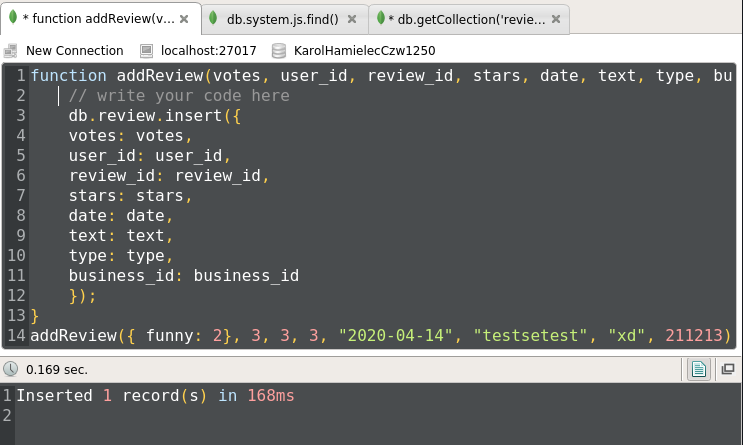 * function addReview(v... × db.system.js.find() × * db.getCollection('revie... ×
New Connection localhost:27017 KarolHamielecCzw1250
1 function addReview(votes, user_id, review_id, stars, date, text, type, bu
2 // write your code here
3 db.review.insert({
4 votes: votes,
5 user_id: user_id,
6 review_id: review_id,
7 stars: stars,
8 date: date,
9 text: text,
10 type: type,
11 business_id: business_id
12 });
13 }
14 addReview({ funny: 2}, 3, 3, 3, "2020-04-14", "testsetest", "xd", 211213)
0.169 sec.
1 Inserted 1 record(s) in 168ms
2